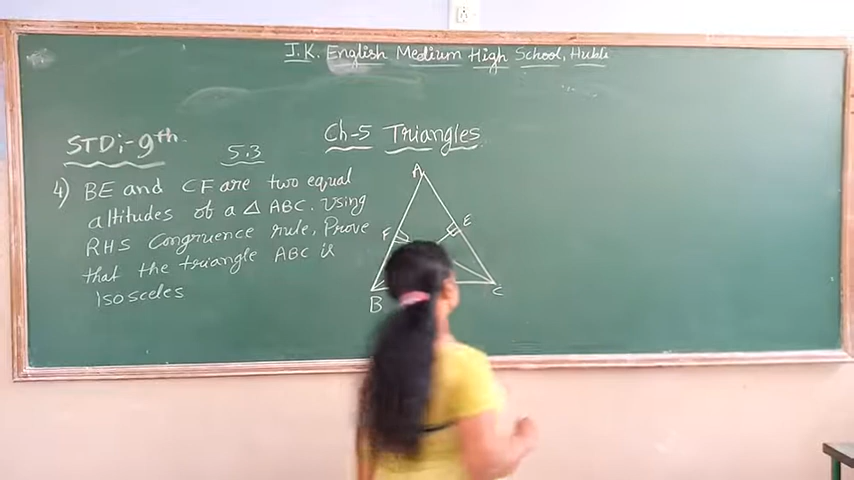 J.K. English Medium High School, Hubli
Ch-5 Triangles
STD:-9th
5.3
4) BE and CF are two equal
altitudes of a △ ABC. Using
RHS Congruence rule, Prove
that the triangle ABC is
Isosceles
A
F
E
B
C